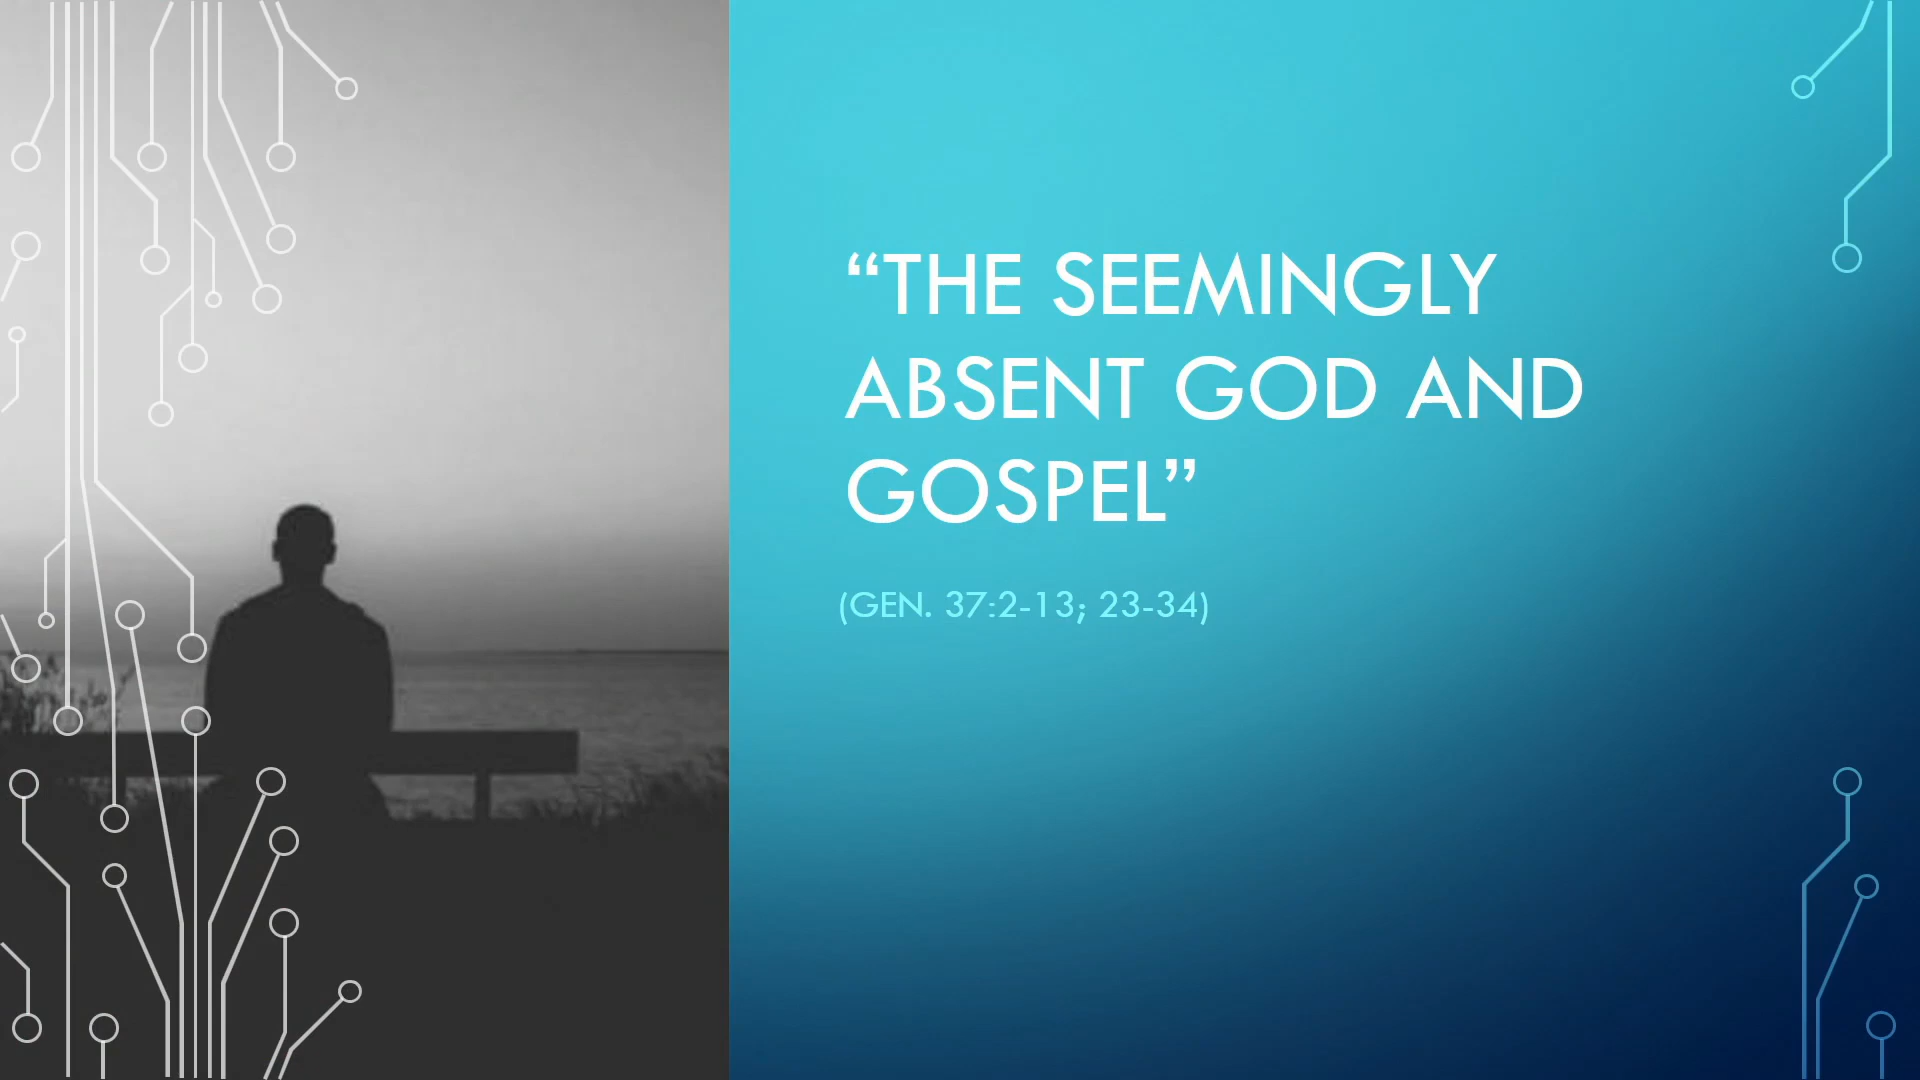 “THE SEEMINGLY
ABSENT GOD AND
GOSPEL”
(GEN. 37:2-13; 23-34)